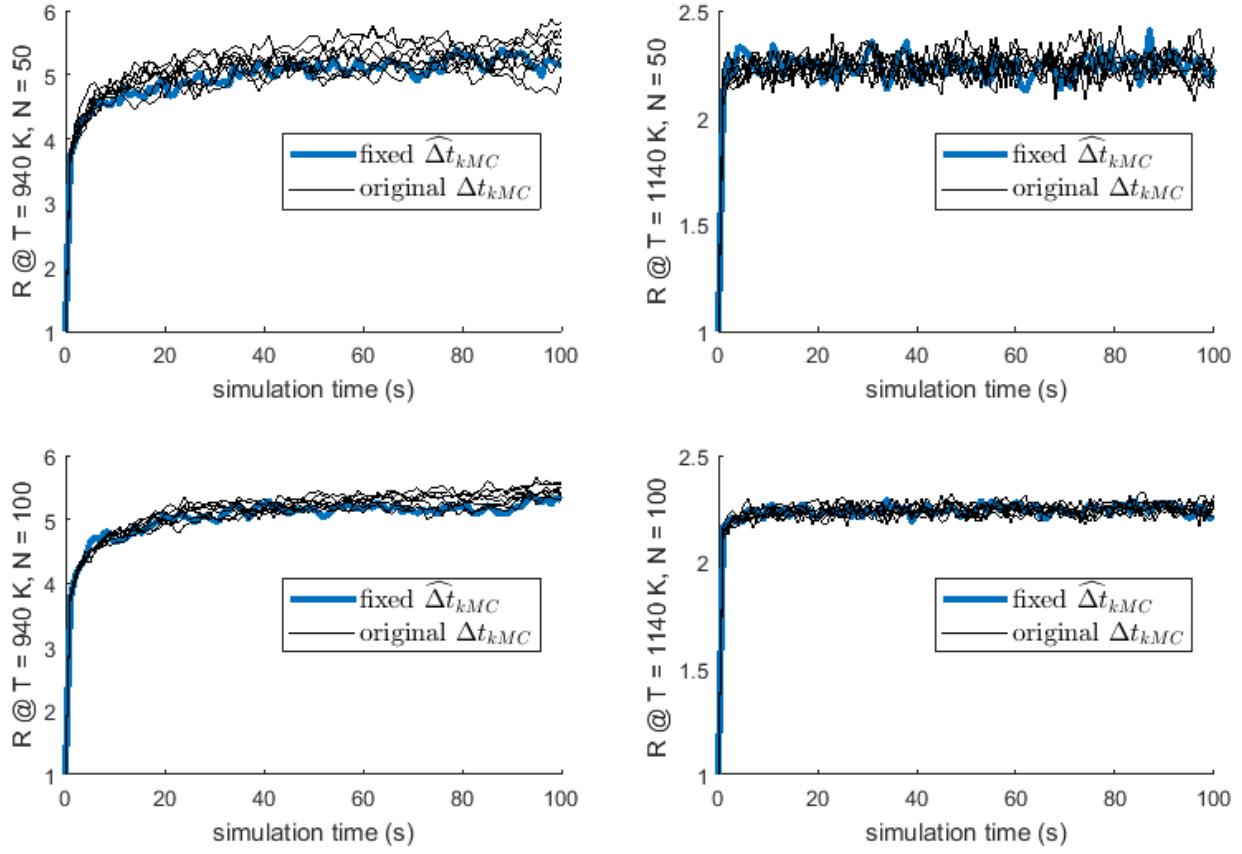 R @ T = 940 K, N = 50
6
5
4
3
2
1
fixed $\widehat{\Delta t}_{kMC}$
original $\Delta t_{kMC}$
0 20 40 60 80 100
simulation time (s)
R @ T = 1140 K, N = 50
2.5
2
1.5
1
fixed $\widehat{\Delta t}_{kMC}$
original $\Delta t_{kMC}$
0 20 40 60 80 100
simulation time (s)
R @ T = 940 K, N = 100
6
5
4
3
2
1
fixed $\widehat{\Delta t}_{kMC}$
original $\Delta t_{kMC}$
0 20 40 60 80 100
simulation time (s)
R @ T = 1140 K, N = 100
2.5
2
1.5
1
fixed $\widehat{\Delta t}_{kMC}$
original $\Delta t_{kMC}$
0 20 40 60 80 100
simulation time (s)